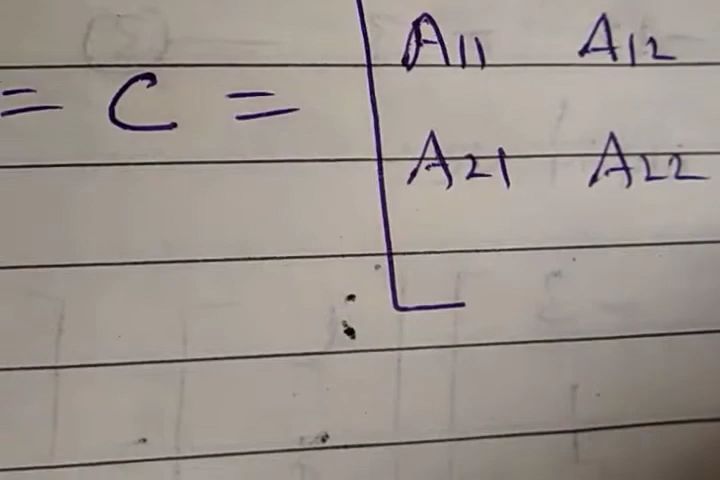 A11 A12
= C =
A21 A22